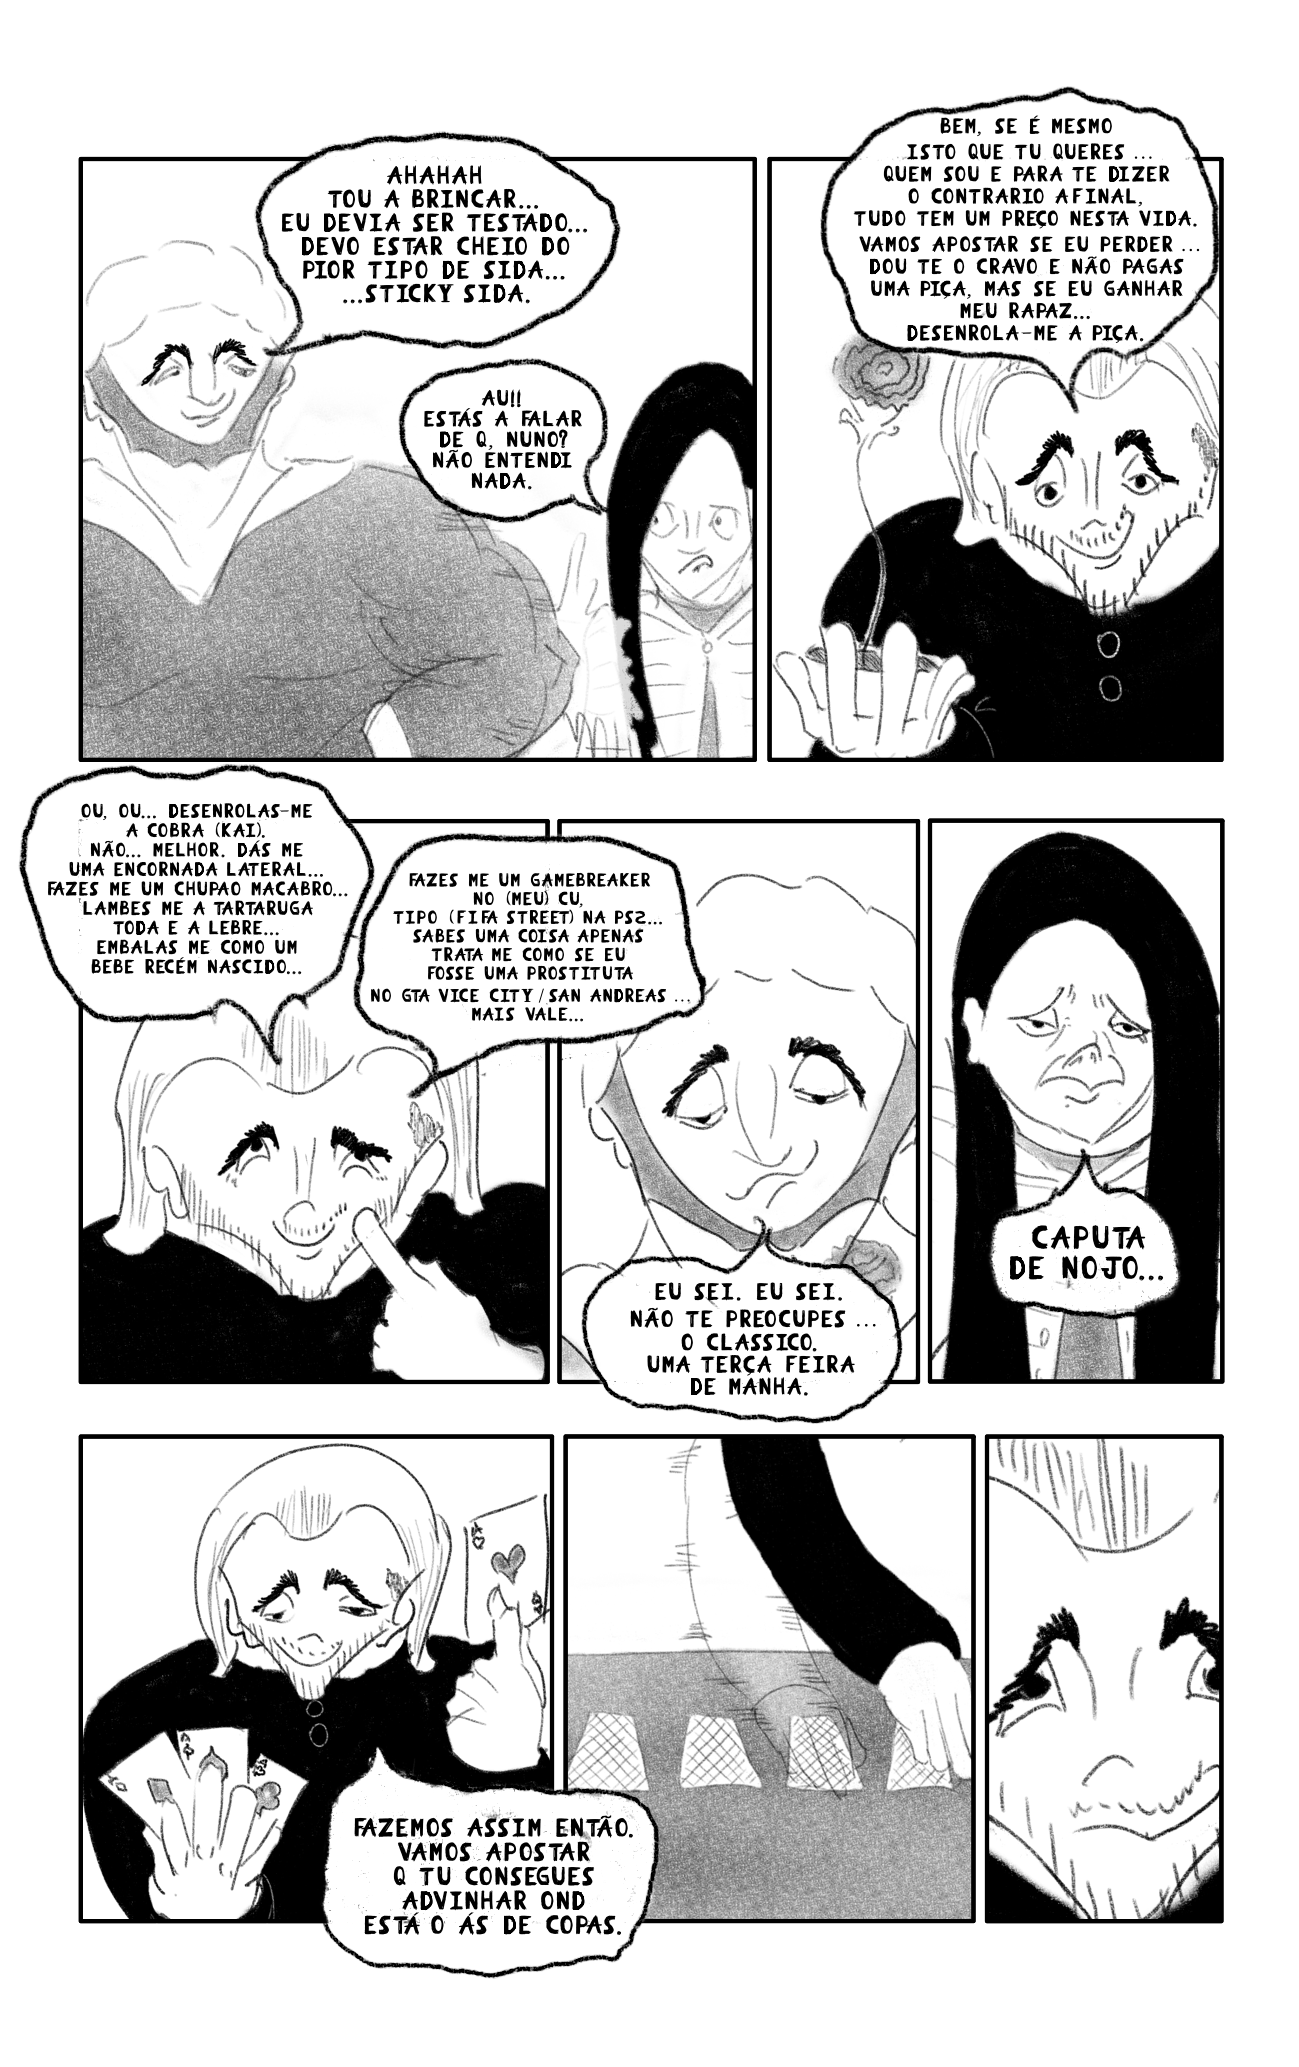 AHAHAH
TOU A BRINCAR...
EU DEVIA SER TESTADO...
DEVO ESTAR CHEIO DO
PIOR TIPO DE SIDA...
...STICKY SIDA.
AU!!
ESTÁS A FALAR
DE Q, NUNO?
NÃO ENTENDI
NADA.
BEM, SE É MESMO
ISTO QUE TU QUERES ...
QUEM SOU E PARA TE DIZER
O CONTRARIO AFINAL,
TUDO TEM UM PREÇO NESTA VIDA.
VAMOS APOSTAR SE EU PERDER ...
DOU TE O CRAVO E NÃO PAGAS
UMA PIÇA, MAS SE EU GANHAR
MEU RAPAZ...
DESENROLA-ME A PIÇA.
OU, OU... DESENROLAS-ME
A COBRA (KAI).
NÃO... MELHOR. DÁS ME
UMA ENCORNADA LATERAL...
FAZES ME UM CHUPAO MACABRO...
LAMBES ME A TARTARUGA
TODA E A LEBRE...
EMBALAS ME COMO UM
BEBE RECÉM NASCIDO...
FAZES ME UM GAMEBREAKER
NO (MEU) CU,
TIPO (FIFA STREET) NA PS2...
SABES UMA COISA APENAS
TRATA ME COMO SE EU
FOSSE UMA PROSTITUTA
NO GTA VICE CITY/SAN ANDREAS ...
MAIS VALE...
EU SEI. EU SEI.
NÃO TE PREOCUPES ...
O CLASSICO.
UMA TERÇA FEIRA
DE MANHA.
CAPUTA
DE NOJO...
A
A
A
FAZEMOS ASSIM ENTÃO.
VAMOS APOSTAR
Q TU CONSEGUES
ADVINHAR OND
ESTÁ O ÁS DE COPAS.